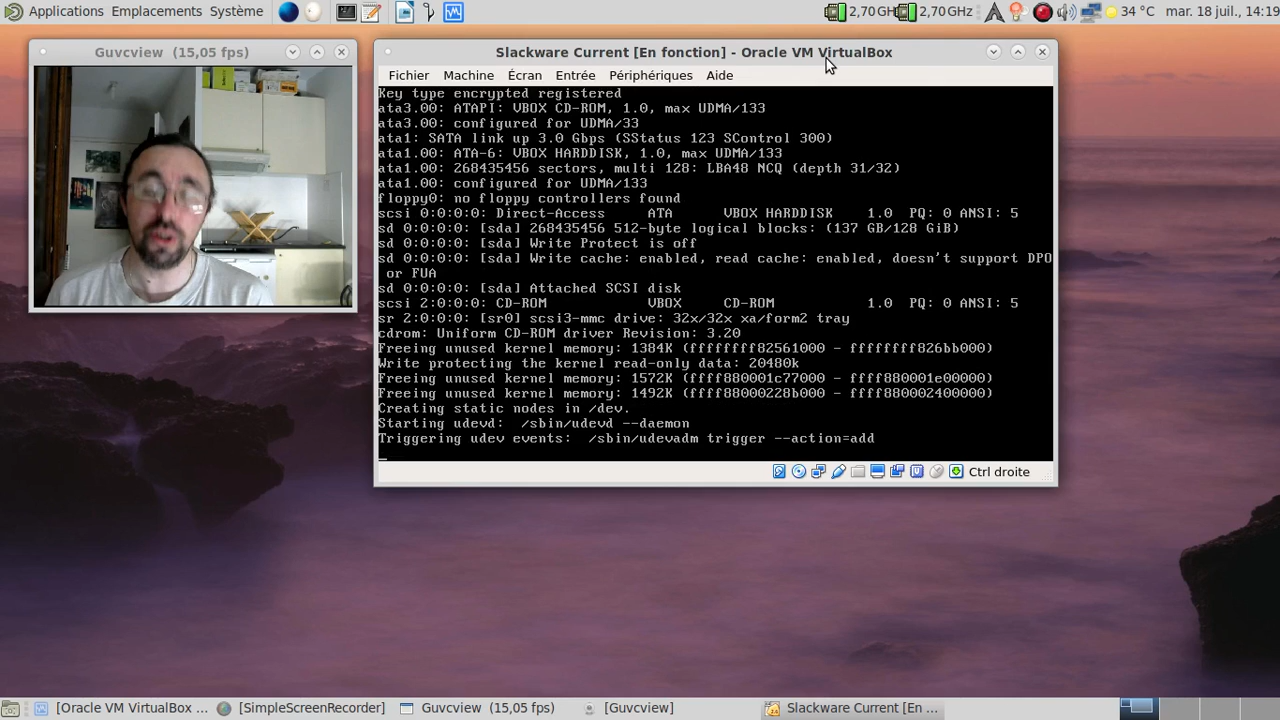 Applications Emplacements Système
2,70 GHz 2,70 GHz 34 °C mar. 18 juil., 14:19
Guvcview (15,05 fps)
Slackware Current [En fonction] - Oracle VM VirtualBox
Fichier Machine Écran Entrée Périphériques Aide
Key type encrypted registered
ata3.00: ATAPI: VBOX CD-ROM, 1.0, max UDMA/133
ata3.00: configured for UDMA/33
ata1: SATA link up 3.0 Gbps (SStatus 123 SControl 300)
ata1.00: ATA-6: VBOX HARDDISK, 1.0, max UDMA/133
ata1.00: 268435456 sectors, multi 128: LBA48 NCQ (depth 31/32)
ata1.00: configured for UDMA/133
floppy0: no floppy controllers found
scsi 0:0:0:0: Direct-Access ATA VBOX HARDDISK 1.0 PQ: 0 ANSI: 5
sd 0:0:0:0: [sda] 268435456 512-byte logical blocks: (137 GB/128 GiB)
sd 0:0:0:0: [sda] Write Protect is off
sd 0:0:0:0: [sda] Write cache: enabled, read cache: enabled, doesn't support DPO
or FUA
sd 0:0:0:0: [sda] Attached SCSI disk
scsi 2:0:0:0: CD-ROM VBOX CD-ROM 1.0 PQ: 0 ANSI: 5
sr 2:0:0:0: [sr0] scsi3-mmc drive: 32x/32x xa/form2 tray
cdrom: Uniform CD-ROM driver Revision: 3.20
Freeing unused kernel memory: 1384K (ffffffff82561000 - ffffffff826bb000)
Write protecting the kernel read-only data: 20480k
Freeing unused kernel memory: 1572K (ffff880001c77000 - ffff880001e00000)
Freeing unused kernel memory: 1492K (ffff88000228b000 - ffff880002400000)
Creating static nodes in /dev.
Starting udevd: /sbin/udevd --daemon
Triggering udev events: /sbin/udevadm trigger --action=add
Ctrl droite
[Oracle VM VirtualBox ... [SimpleScreenRecorder] Guvcview (15,05 fps) [Guvcview] Slackware Current [En ...